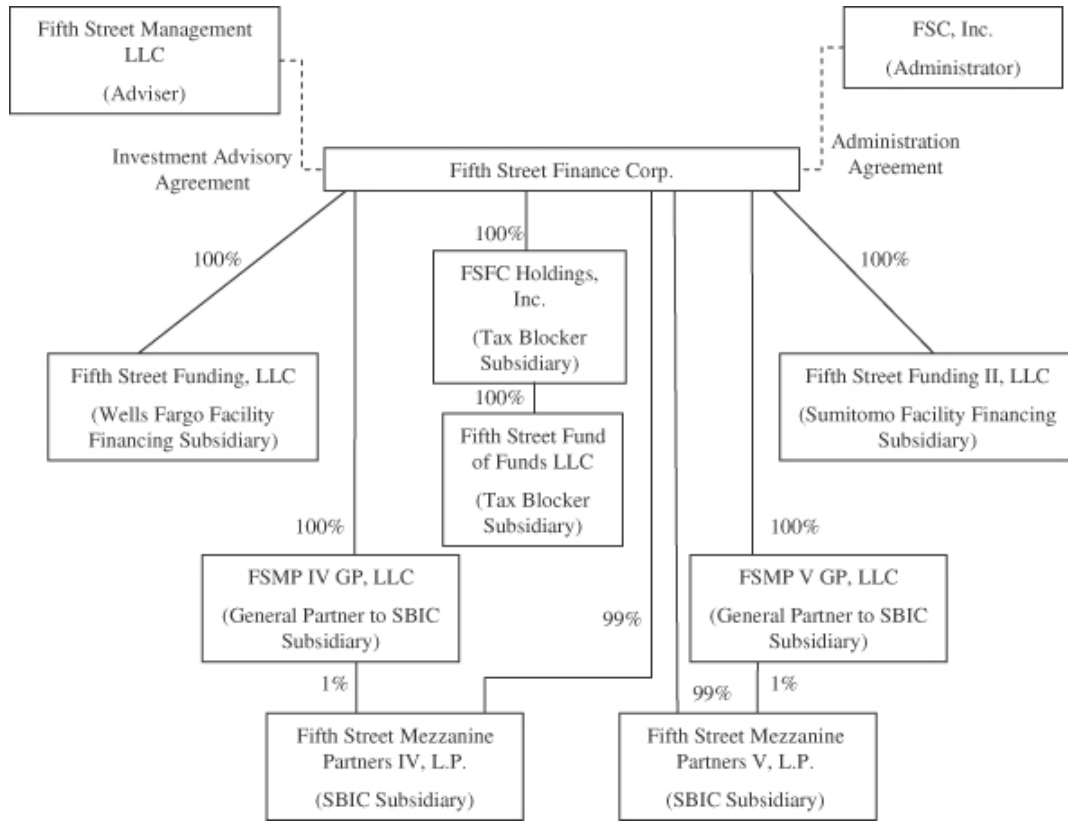 Fifth Street Management
LLC
(Adviser)
FSC, Inc.
(Administrator)
Investment Advisory
Agreement
Administration
Agreement
Fifth Street Finance Corp.
100%
100%
100%
FSFC Holdings,
Inc.
(Tax Blocker
Subsidiary)
Fifth Street Funding, LLC
(Wells Fargo Facility
Financing Subsidiary)
Fifth Street Funding II, LLC
(Sumitomo Facility Financing
Subsidiary)
100%
Fifth Street Fund
of Funds LLC
(Tax Blocker
Subsidiary)
100%
100%
FSMP IV GP, LLC
(General Partner to SBIC
Subsidiary)
99%
FSMP V GP, LLC
(General Partner to SBIC
Subsidiary)
1%
99%
1%
Fifth Street Mezzanine
Partners IV, L.P.
(SBIC Subsidiary)
Fifth Street Mezzanine
Partners V, L.P.
(SBIC Subsidiary)